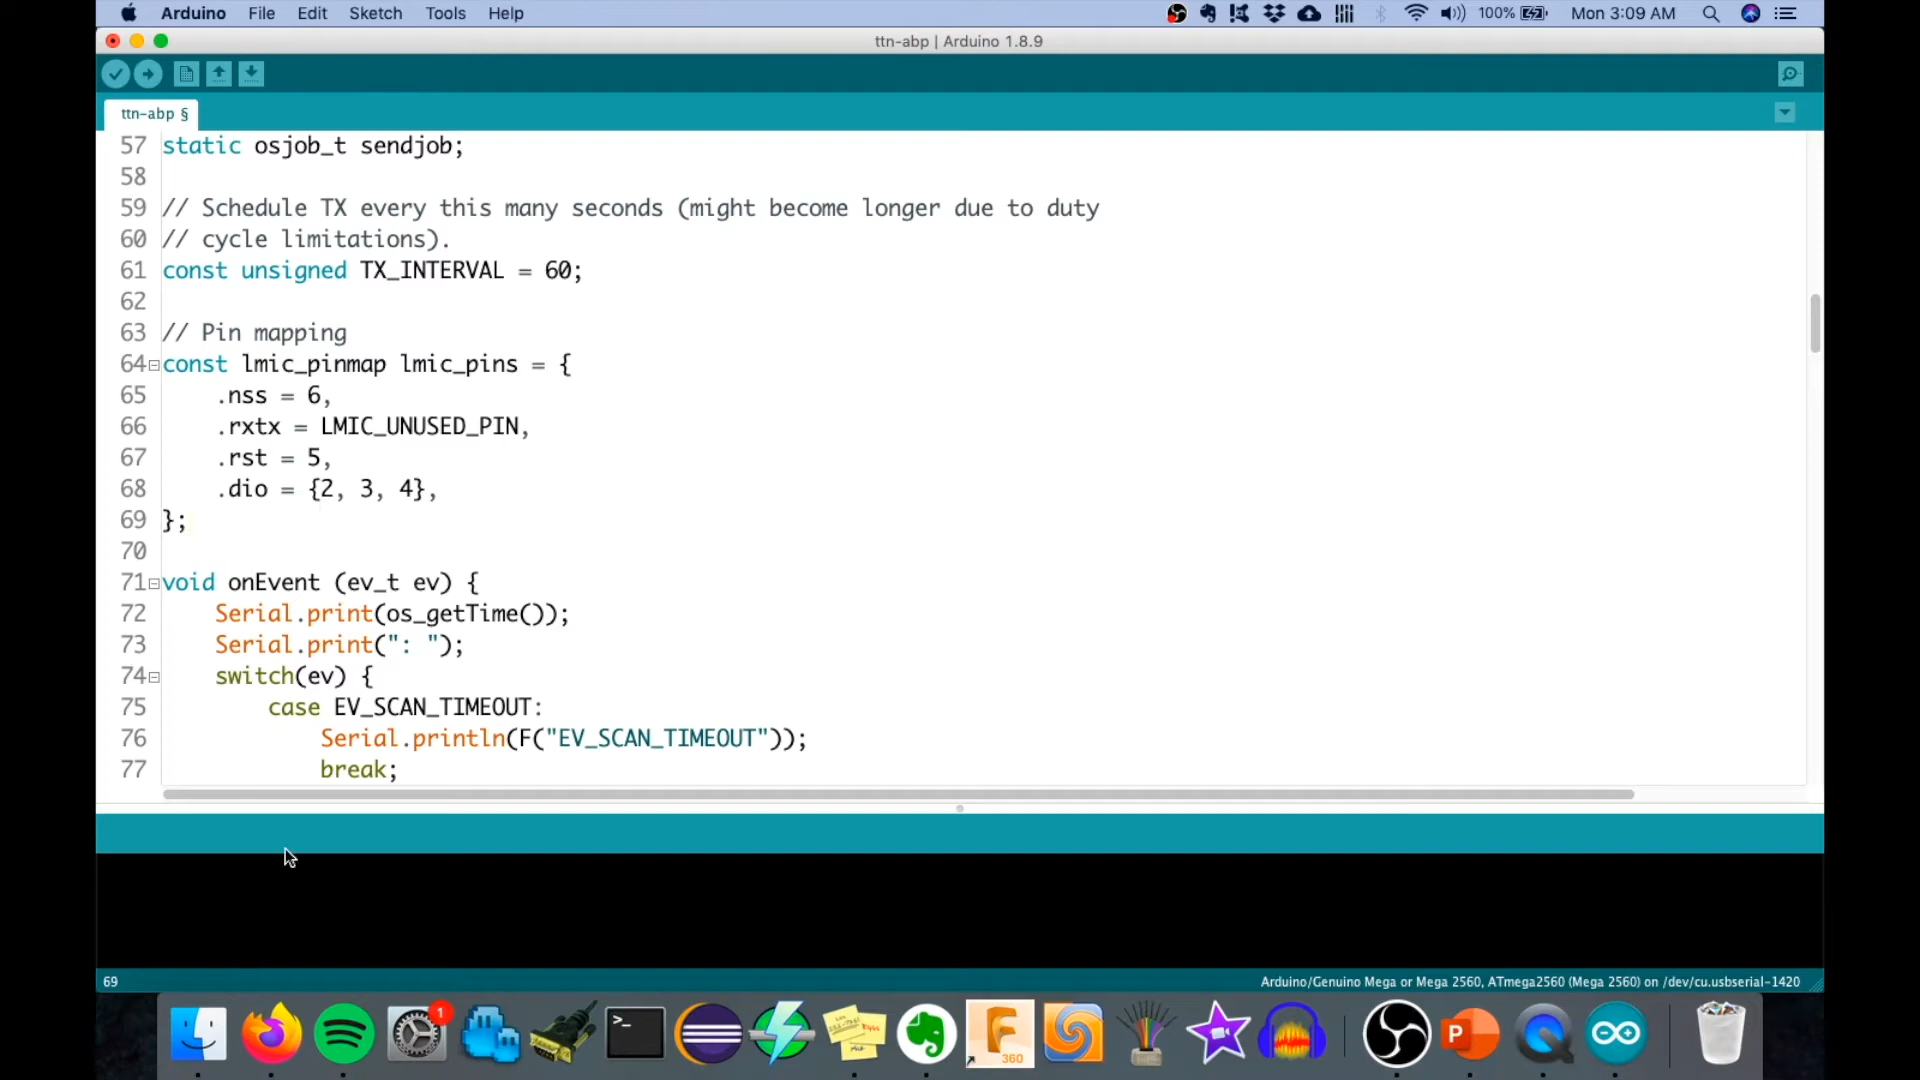 Arduino File Edit Sketch Tools Help 100% Mon 3:09 AM
ttn-abp | Arduino 1.8.9
ttn-abp §
57 static osjob_t sendjob;
58
59 // Schedule TX every this many seconds (might become longer due to duty
60 // cycle limitations).
61 const unsigned TX_INTERVAL = 60;
62
63 // Pin mapping
64 const lmic_pinmap lmic_pins = {
65 .nss = 6,
66 .rxtx = LMIC_UNUSED_PIN,
67 .rst = 5,
68 .dio = {2, 3, 4},
69 };
70
71 void onEvent (ev_t ev) {
72 Serial.print(os_getTime());
73 Serial.print(": ");
74 switch(ev) {
75 case EV_SCAN_TIMEOUT:
76 Serial.println(F("EV_SCAN_TIMEOUT"));
77 break;
69 Arduino/Genuino Mega or Mega 2560, ATmega2560 (Mega 2560) on /dev/cu.usbserial-1420
1
>_
F
360
P